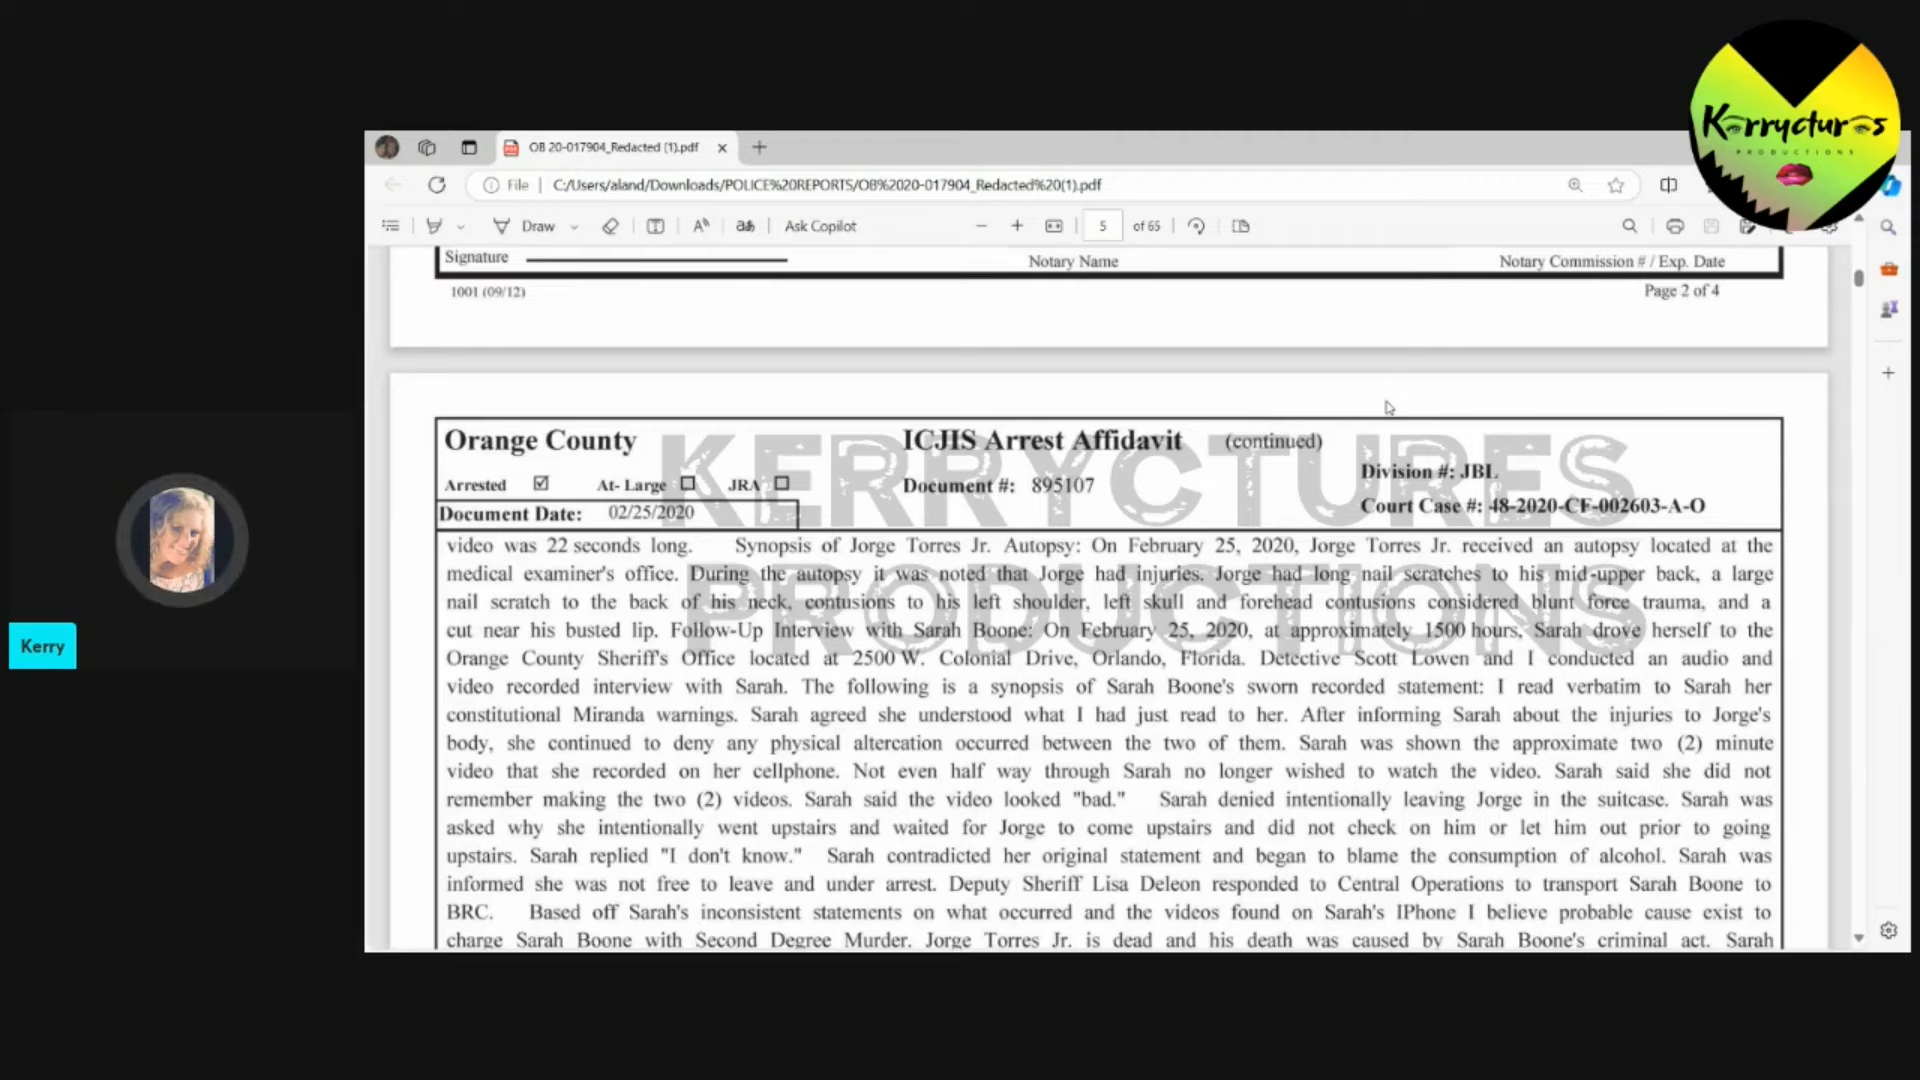 Kerryctures
PRODUCTIONS
OB 20-017904_Redacted (1).pdf
File
C:/Users/aland/Downloads/POLICE%20REPORTS/OB%2020-017904_Redacted%20(1).pdf
Draw
Ask Copilot
5
of 65
Signature
Notary Name
Notary Commission # / Exp. Date
1001 (09/12)
Page 2 of 4
KERRYCTURES
PRODUCTIONS
Orange County
ICJIS Arrest Affidavit (continued)
Division #: JBL
Arrested
At- Large
JRA
Document #: 895107
Court Case #: 48-2020-CF-002603-A-O
Document Date: 02/25/2020
video was 22 seconds long. Synopsis of Jorge Torres Jr. Autopsy: On February 25, 2020, Jorge Torres Jr. received an autopsy located at the
medical examiner's office. During the autopsy it was noted that Jorge had injuries. Jorge had long nail scratches to his mid-upper back, a large
nail scratch to the back of his neck, contusions to his left shoulder, left skull and forehead contusions considered blunt force trauma, and a
cut near his busted lip. Follow-Up Interview with Sarah Boone: On February 25, 2020, at approximately 1500 hours, Sarah drove herself to the
Orange County Sheriff's Office located at 2500 W. Colonial Drive, Orlando, Florida. Detective Scott Lowen and I conducted an audio and
video recorded interview with Sarah. The following is a synopsis of Sarah Boone's sworn recorded statement: I read verbatim to Sarah her
constitutional Miranda warnings. Sarah agreed she understood what I had just read to her. After informing Sarah about the injuries to Jorge's
body, she continued to deny any physical altercation occurred between the two of them. Sarah was shown the approximate two (2) minute
video that she recorded on her cellphone. Not even half way through Sarah no longer wished to watch the video. Sarah said she did not
remember making the two (2) videos. Sarah said the video looked "bad." Sarah denied intentionally leaving Jorge in the suitcase. Sarah was
asked why she intentionally went upstairs and waited for Jorge to come upstairs and did not check on him or let him out prior to going
upstairs. Sarah replied "I don't know." Sarah contradicted her original statement and began to blame the consumption of alcohol. Sarah was
informed she was not free to leave and under arrest. Deputy Sheriff Lisa Deleon responded to Central Operations to transport Sarah Boone to
BRC. Based off Sarah's inconsistent statements on what occurred and the videos found on Sarah's IPhone I believe probable cause exist to
charge Sarah Boone with Second Degree Murder. Jorge Torres Jr. is dead and his death was caused by Sarah Boone's criminal act. Sarah
Kerry